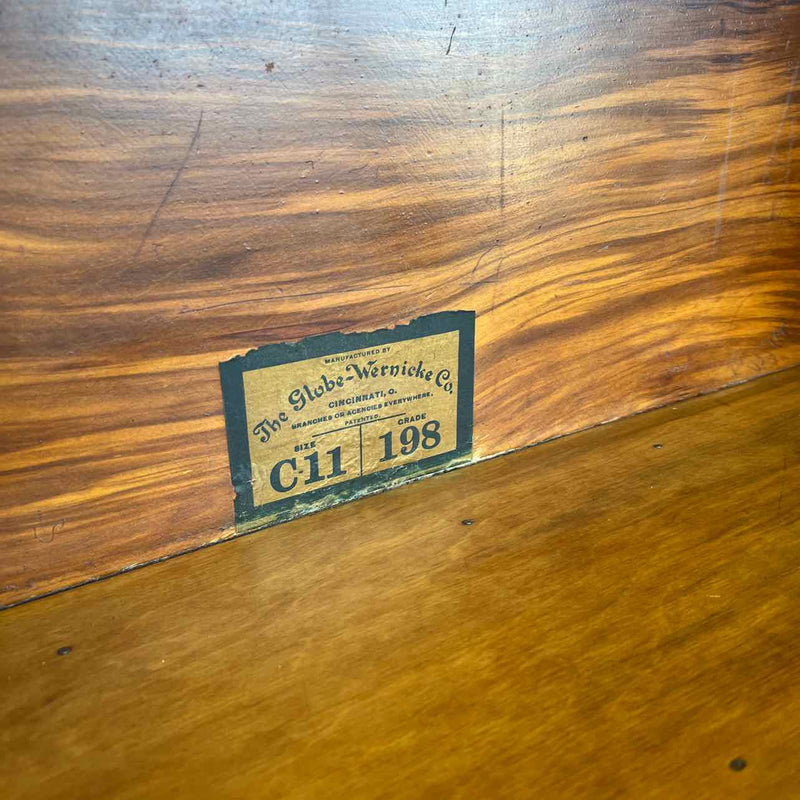 MANUFACTURED BY
The Globe-Wernicke Co.
CINCINNATI, O.
BRANCHES OR AGENCIES EVERYWHERE.
PATENTED.
SIZE GRADE
C-11 198